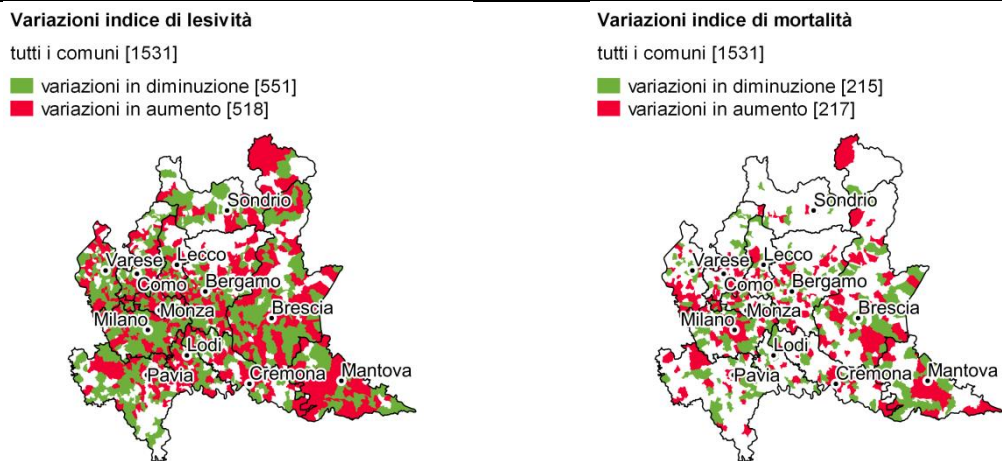 Variazioni indice di lesività
tutti i comuni [1531]
variazioni in diminuzione [551]
variazioni in aumento [518]
Sondrio
Lecco
Varese
Como
Bergamo
Monza
Milano
Brescia
Lodi
Pavia
Cremona
Mantova
Variazioni indice di mortalità
tutti i comuni [1531]
variazioni in diminuzione [215]
variazioni in aumento [217]
Sondrio
Lecco
Varese
Como
Bergamo
Monza
Milano
Brescia
Lodi
Pavia
Cremona
Mantova